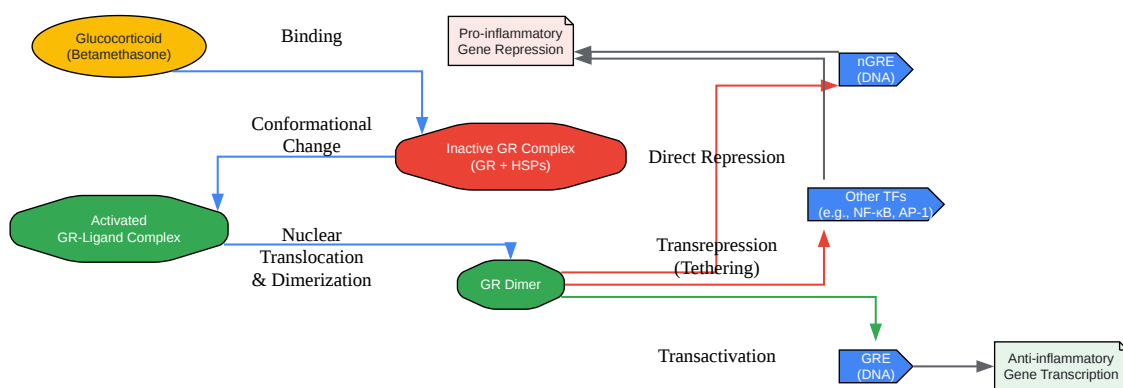 Glucocorticoid
(Betamethasone)
Binding
Pro-inflammatory
Gene Repression
nGRE
(DNA)
Conformational
Change
Inactive GR Complex
(GR + HSPs)
Direct Repression
Other TFs
(e.g., NF-κB, AP-1)
Activated
GR-Ligand Complex
Nuclear
Translocation
& Dimerization
Transrepression
(Tethering)
GR Dimer
Transactivation
GRE
(DNA)
Anti-inflammatory
Gene Transcription